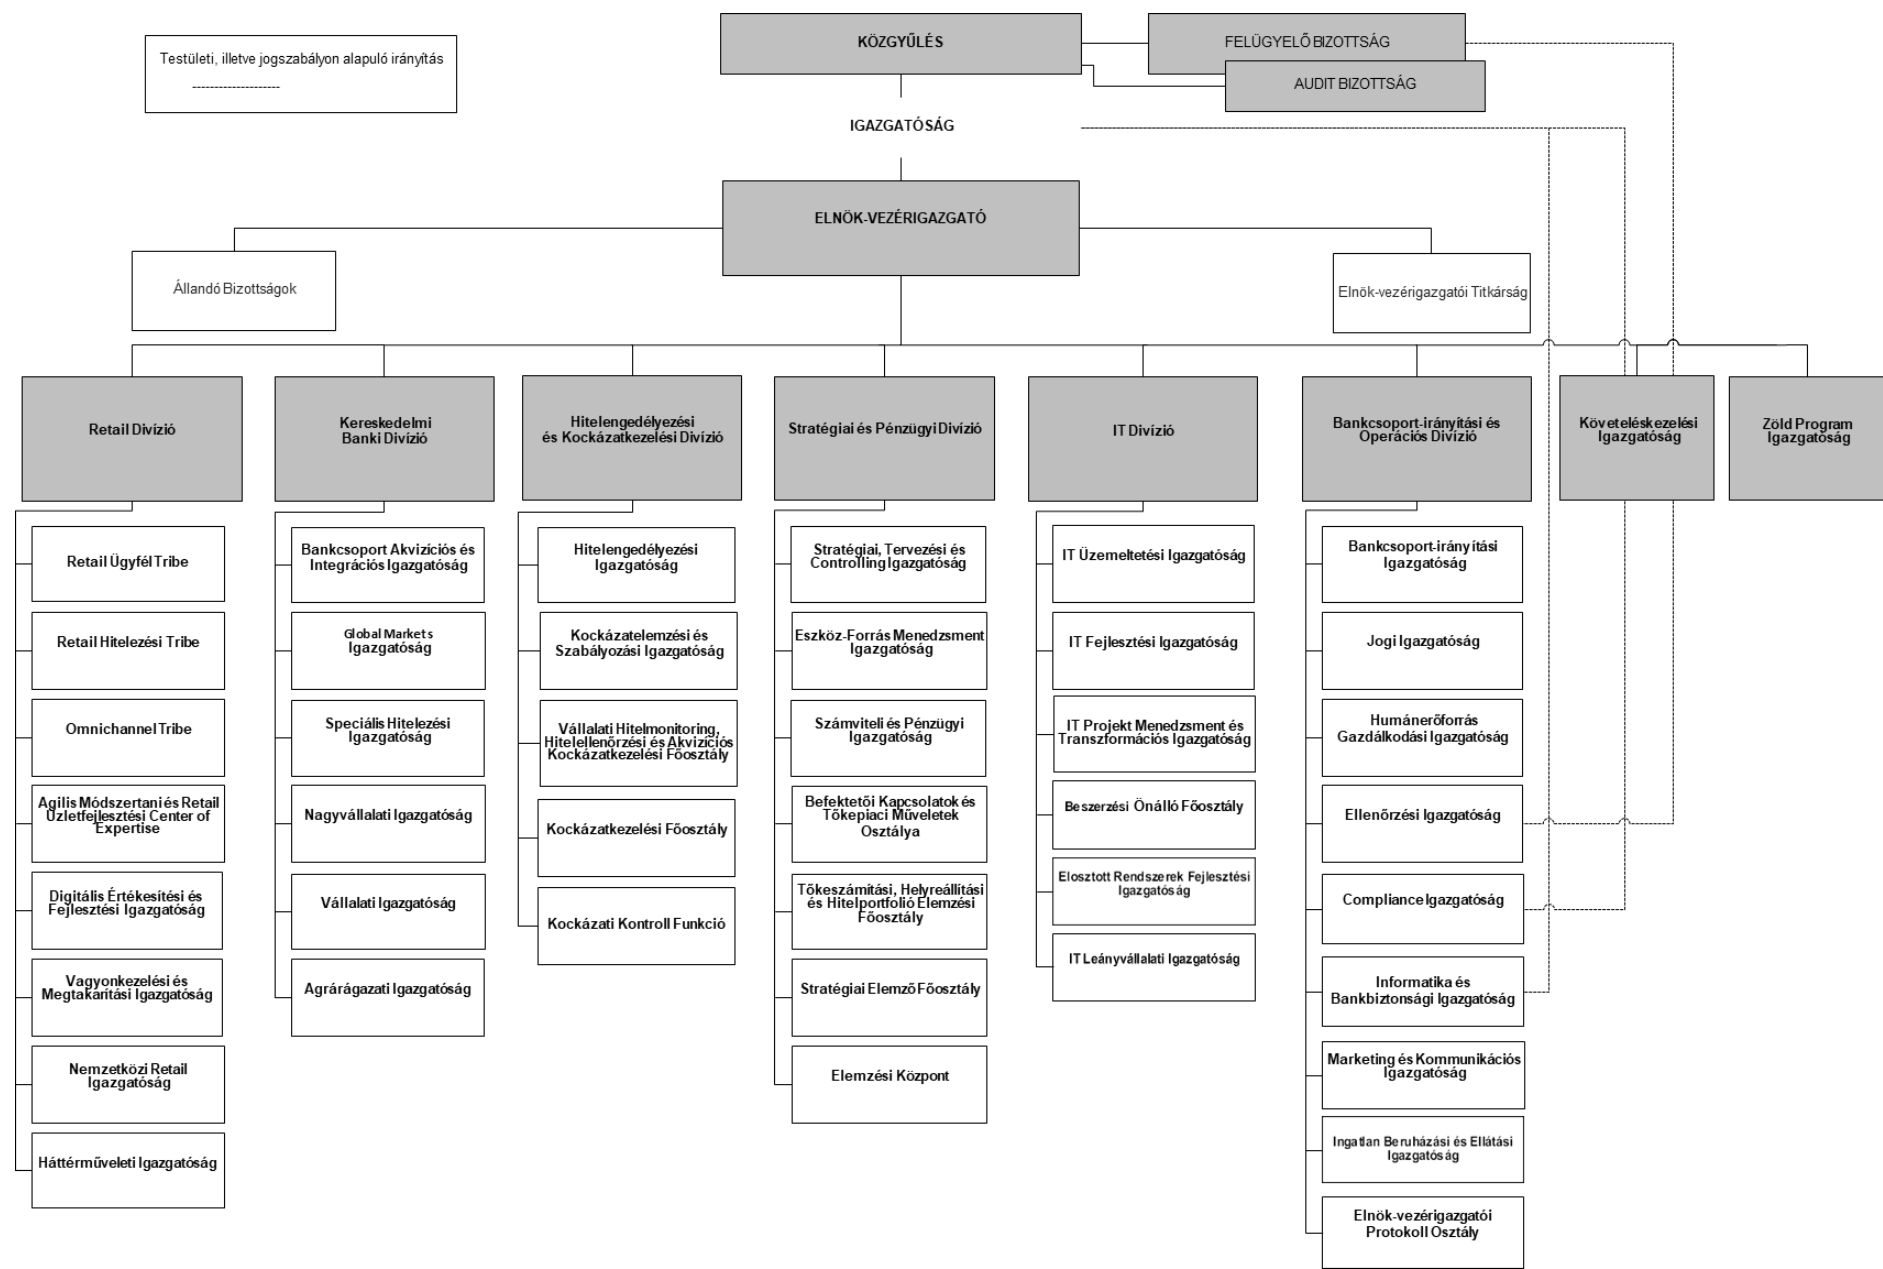 Testületi, illetve jogszabályon alapuló irányítás
--------------------
KÖZGYŰLÉS
FELÜGYELŐ BIZOTTSÁG
AUDIT BIZOTTSÁG
IGAZGATÓSÁG
ELNÖK-VEZÉRIGAZGATÓ
Állandó Bizottságok
Elnök-vezérigazgatói Titkárság
Retail Divízió
Kereskedelmi
Banki Divízió
Hitelengedélyezési
és Kockázatkezelési Divízió
Stratégiai és Pénzügyi Divízió
IT Divízió
Bankcsoport-irányítási és
Operációs Divízió
Követeléskezelési
Igazgatóság
Zöld Program
Igazgatóság
Retail Ügyfél Tribe
Retail Hitelezési Tribe
Omnichannel Tribe
Agilis Módszertani és Retail
Üzletfejlesztési Center of
Expertise
Digitális Értékesítési és
Fejlesztési Igazgatóság
Vagyonkezelési és
Megtakarítási Igazgatóság
Nemzetközi Retail
Igazgatóság
Háttérműveleti Igazgatóság
Bankcsoport Akvizíciós és
Integrációs Igazgatóság
Global Markets
Igazgatóság
Speciális Hitelezési
Igazgatóság
Nagyvállalati Igazgatóság
Vállalati Igazgatóság
Agrárágazati Igazgatóság
Hitelengedélyezési
Igazgatóság
Kockázatelemzési és
Szabályozási Igazgatóság
Vállalati Hitelmonitoring,
Hitelellenőrzési és Akvizíciós
Kockázatkezelési Főosztály
Kockázatkezelési Főosztály
Kockázati Kontroll Funkció
Stratégiai, Tervezési és
Controlling Igazgatóság
Eszköz-Forrás Menedzsment
Igazgatóság
Számviteli és Pénzügyi
Igazgatóság
Befektetői Kapcsolatok és
Tőkepiaci Műveletek
Osztálya
Tőkeszámítási, Helyreállítási
és Hitelportfolió Elemzési
Főosztály
Stratégiai Elemző Főosztály
Elemzési Központ
IT Üzemeltetési Igazgatóság
IT Fejlesztési Igazgatóság
IT Projekt Menedzsment és
Transzformációs Igazgatóság
Beszerzési Önálló Főosztály
Elosztott Rendszerek Fejlesztési
Igazgatóság
IT Leányvállalati Igazgatóság
Bankcsoport-irányítási
Igazgatóság
Jogi Igazgatóság
Humánerőforrás
Gazdálkodási Igazgatóság
Ellenőrzési Igazgatóság
Compliance Igazgatóság
Informatika és
Bankbiztonsági Igazgatóság
Marketing és Kommunikációs
Igazgatóság
Ingatlan Beruházási és Ellátási
Igazgatóság
Elnök-vezérigazgatói
Protokoll Osztály